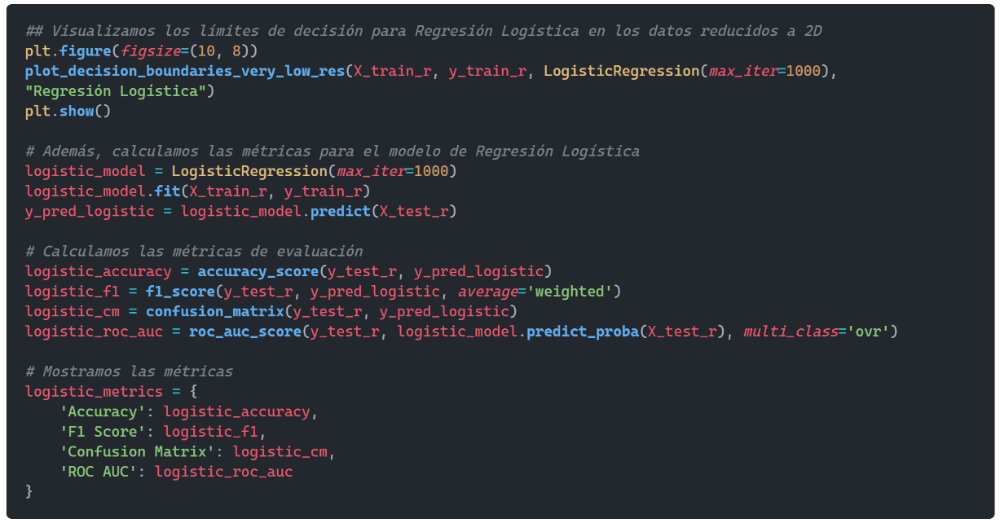 ## Visualizamos los límites de decisión para Regresión Logística en los datos reducidos a 2D
plt.figure(figsize=(10, 8))
plot_decision_boundaries_very_low_res(X_train_r, y_train_r, LogisticRegression(max_iter=1000),
"Regresión Logística")
plt.show()

# Además, calculamos las métricas para el modelo de Regresión Logística
logistic_model = LogisticRegression(max_iter=1000)
logistic_model.fit(X_train_r, y_train_r)
y_pred_logistic = logistic_model.predict(X_test_r)

# Calculamos las métricas de evaluación
logistic_accuracy = accuracy_score(y_test_r, y_pred_logistic)
logistic_f1 = f1_score(y_test_r, y_pred_logistic, average='weighted')
logistic_cm = confusion_matrix(y_test_r, y_pred_logistic)
logistic_roc_auc = roc_auc_score(y_test_r, logistic_model.predict_proba(X_test_r), multi_class='ovr')

# Mostramos las métricas
logistic_metrics = {
    'Accuracy': logistic_accuracy,
    'F1 Score': logistic_f1,
    'Confusion Matrix': logistic_cm,
    'ROC AUC': logistic_roc_auc
}